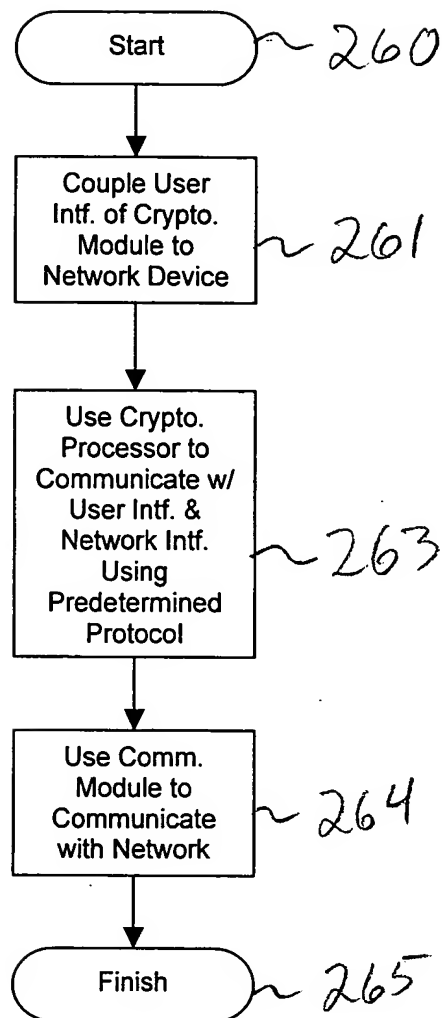 Start
260
Couple User
Intf. of Crypto.
Module to
Network Device
261
Use Crypto.
Processor to
Communicate w/
User Intf. &
Network Intf.
Using
Predetermined
Protocol
263
Use Comm.
Module to
Communicate
with Network
264
Finish
265